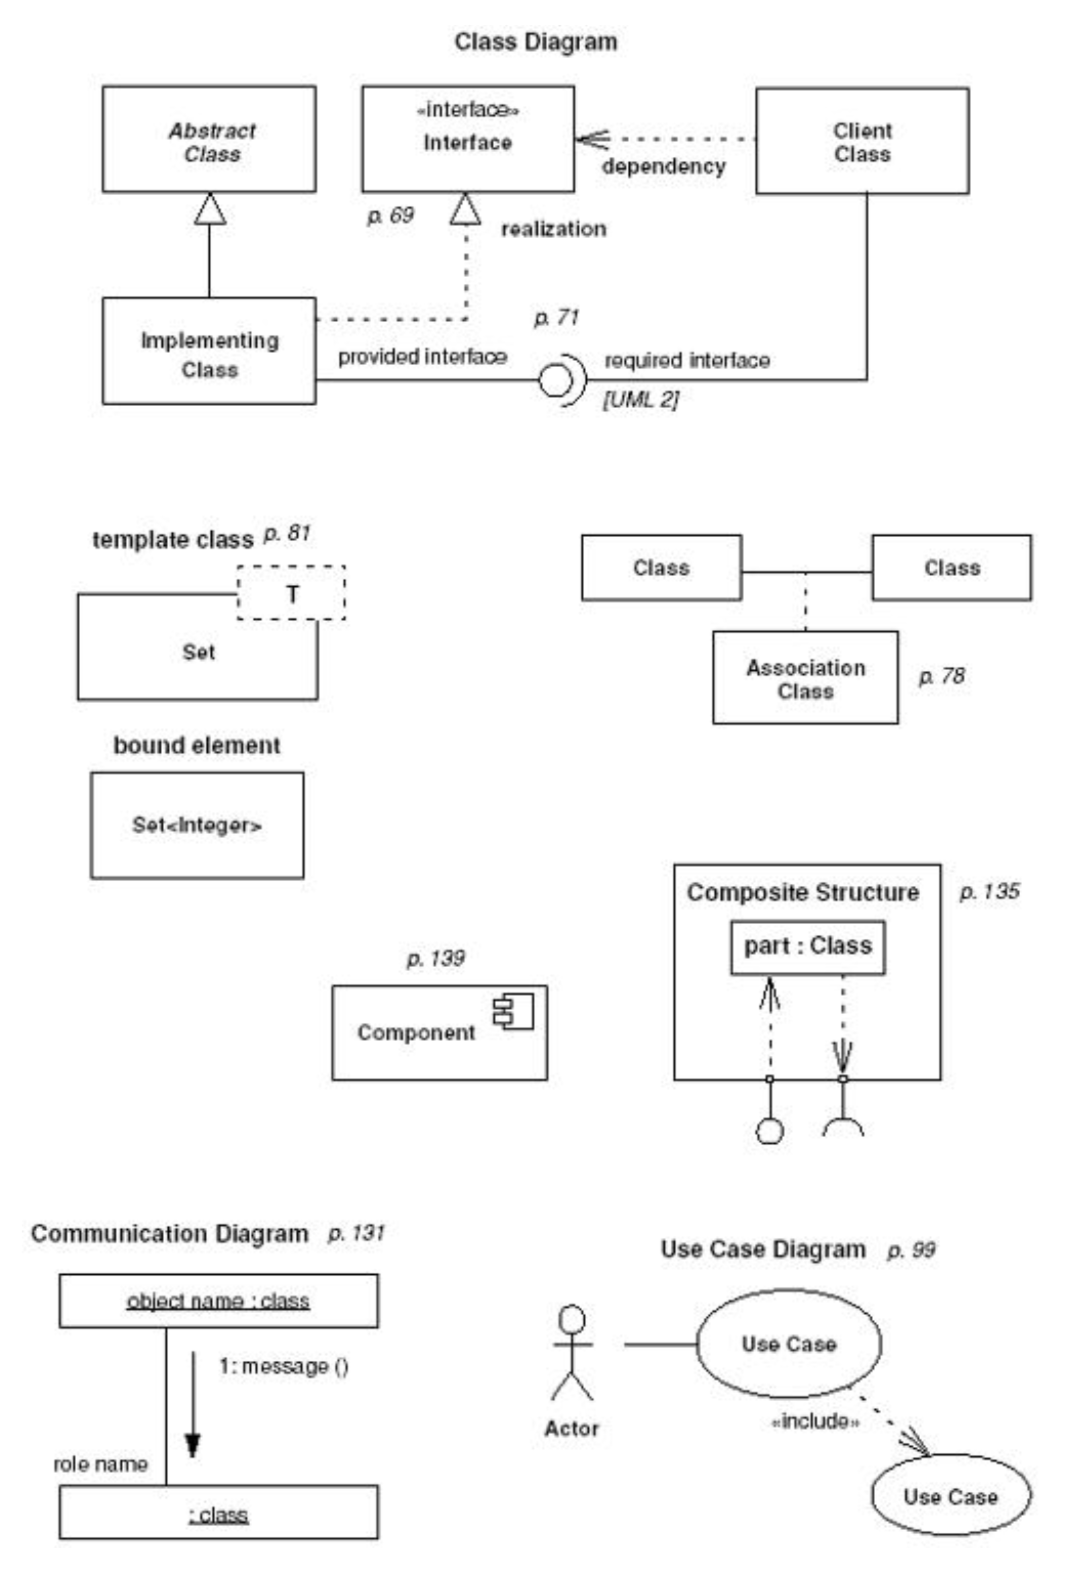 Class Diagram
Abstract
Class
«interface»
Interface
Client
Class
dependency
p. 69
realization
Implementing
Class
p. 71
provided interface
required interface
[UML 2]
template class p. 81
T
Set
Class
Class
Association
Class
p. 78
bound element
Set<Integer>
Composite Structure
p. 135
part : Class
p. 139
Component
Communication Diagram p. 131
object name : class
1: message ()
role name
: class
Use Case Diagram p. 99
Use Case
Actor
«include»
Use Case